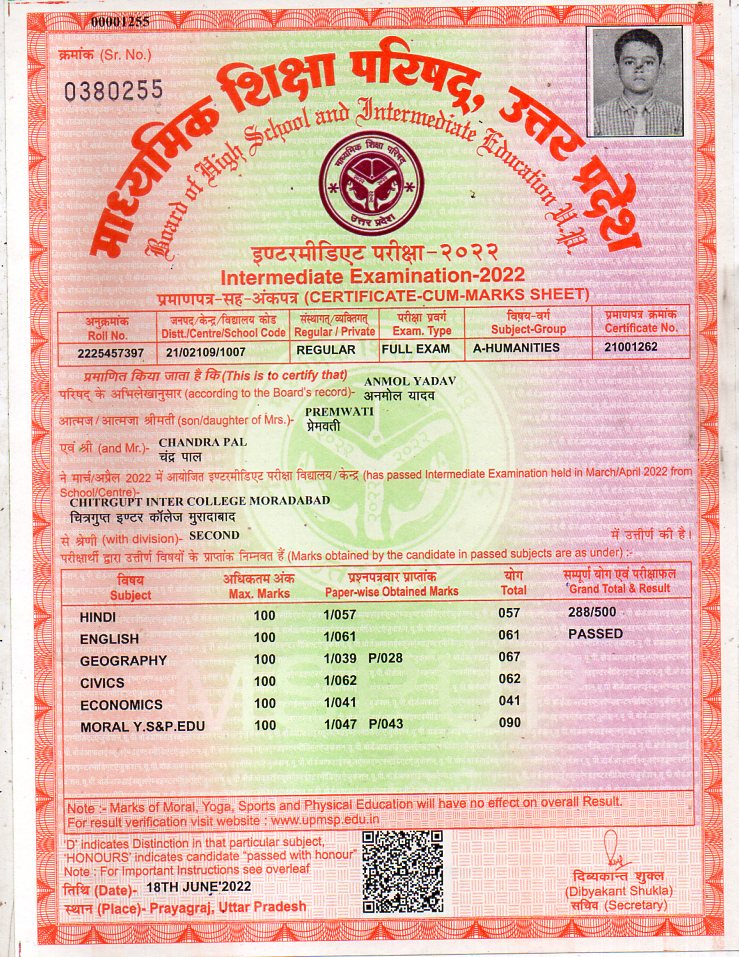 00001255
क्रमांक (Sr. No.)
0380255
माध्यमिक शिक्षा परिषद्, उत्तर प्रदेश
Board of High School and Intermediate Education U.P.
माध्यमिक शिक्षा परिषद्
उत्तर प्रदेश
इण्टरमीडिएट परीक्षा-२०२२
Intermediate Examination-2022
प्रमाणपत्र-सह-अंकपत्र (CERTIFICATE-CUM-MARKS SHEET)
अनुक्रमांक जनपद/केन्द्र/विद्यालय कोड संस्थागत्/व्यक्तिगत् परीक्षा प्रवर्ग विषय-वर्ग प्रमाणपत्र क्रमांक
Roll No. Distt./Centre/School Code Regular / Private Exam. Type Subject-Group Certificate No.
2225457397 21/02109/1007 REGULAR FULL EXAM A-HUMANITIES 21001262
प्रमाणित किया जाता है कि (This is to certify that) ANMOL YADAV
परिषद् के अभिलेखानुसार (according to the Board's record)- अनमोल यादव
आत्मज / आत्मजा श्रीमती (son/daughter of Mrs.)- PREMWATI
प्रेमवती
एवं श्री (and Mr.)- CHANDRA PAL
चंद्र पाल
ने मार्च/अप्रैल 2022 में आयोजित इण्टरमीडिएट परीक्षा विद्यालय/केन्द्र (has passed Intermediate Examination held in March/April 2022 from
School/Centre)-
CHITRGUPT INTER COLLEGE MORADABAD
चित्रगुप्त इण्टर कॉलेज मुरादाबाद
से श्रेणी (with division)- SECOND में उत्तीर्ण की है।
परीक्षार्थी द्वारा उत्तीर्ण विषयों के प्राप्तांक निम्नवत हैं (Marks obtained by the candidate in passed subjects are as under) :-
विषय अधिकतम अंक प्रश्नपत्रवार प्राप्तांक योग सम्पूर्ण योग एवं परीक्षाफल
Subject Max. Marks Paper-wise Obtained Marks Total Grand Total & Result
HINDI 100 1/057 057 288/500
ENGLISH 100 1/061 061 PASSED
GEOGRAPHY 100 1/039 P/028 067
CIVICS 100 1/062 062
ECONOMICS 100 1/041 041
MORAL Y.S&P.EDU 100 1/047 P/043 090
Note :- Marks of Moral, Yoga, Sports and Physical Education will have no effect on overall Result.
For result verification visit website : www.upmsp.edu.in
'D' indicates Distinction in that particular subject,
'HONOURS' indicates candidate "passed with honour"
Note : For Important Instructions see overleaf
तिथि (Date)- 18TH JUNE'2022
स्थान (Place)- Prayagraj, Uttar Pradesh
दिव्यकान्त शुक्ल
(Dibyakant Shukla)
सचिव (Secretary)